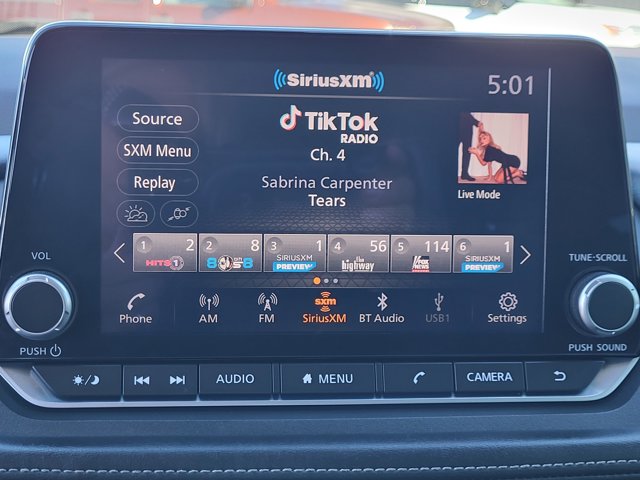 SiriusXM
5:01
Source
TikTok
RADIO
SXM Menu
Ch. 4
Replay
Sabrina Carpenter
Tears
Live Mode
1 2
HITS 1
2 8
80s on 8
3 1
SIRIUSXM
PREVIEW
4 56
the
highway
5 114
FOX
NEWS
6 1
SIRIUSXM
PREVIEW
VOL
TUNE·SCROLL
Phone
AM
FM
sxm
SiriusXM
BT Audio
USB1
Settings
PUSH
PUSH SOUND
AUDIO
MENU
CAMERA